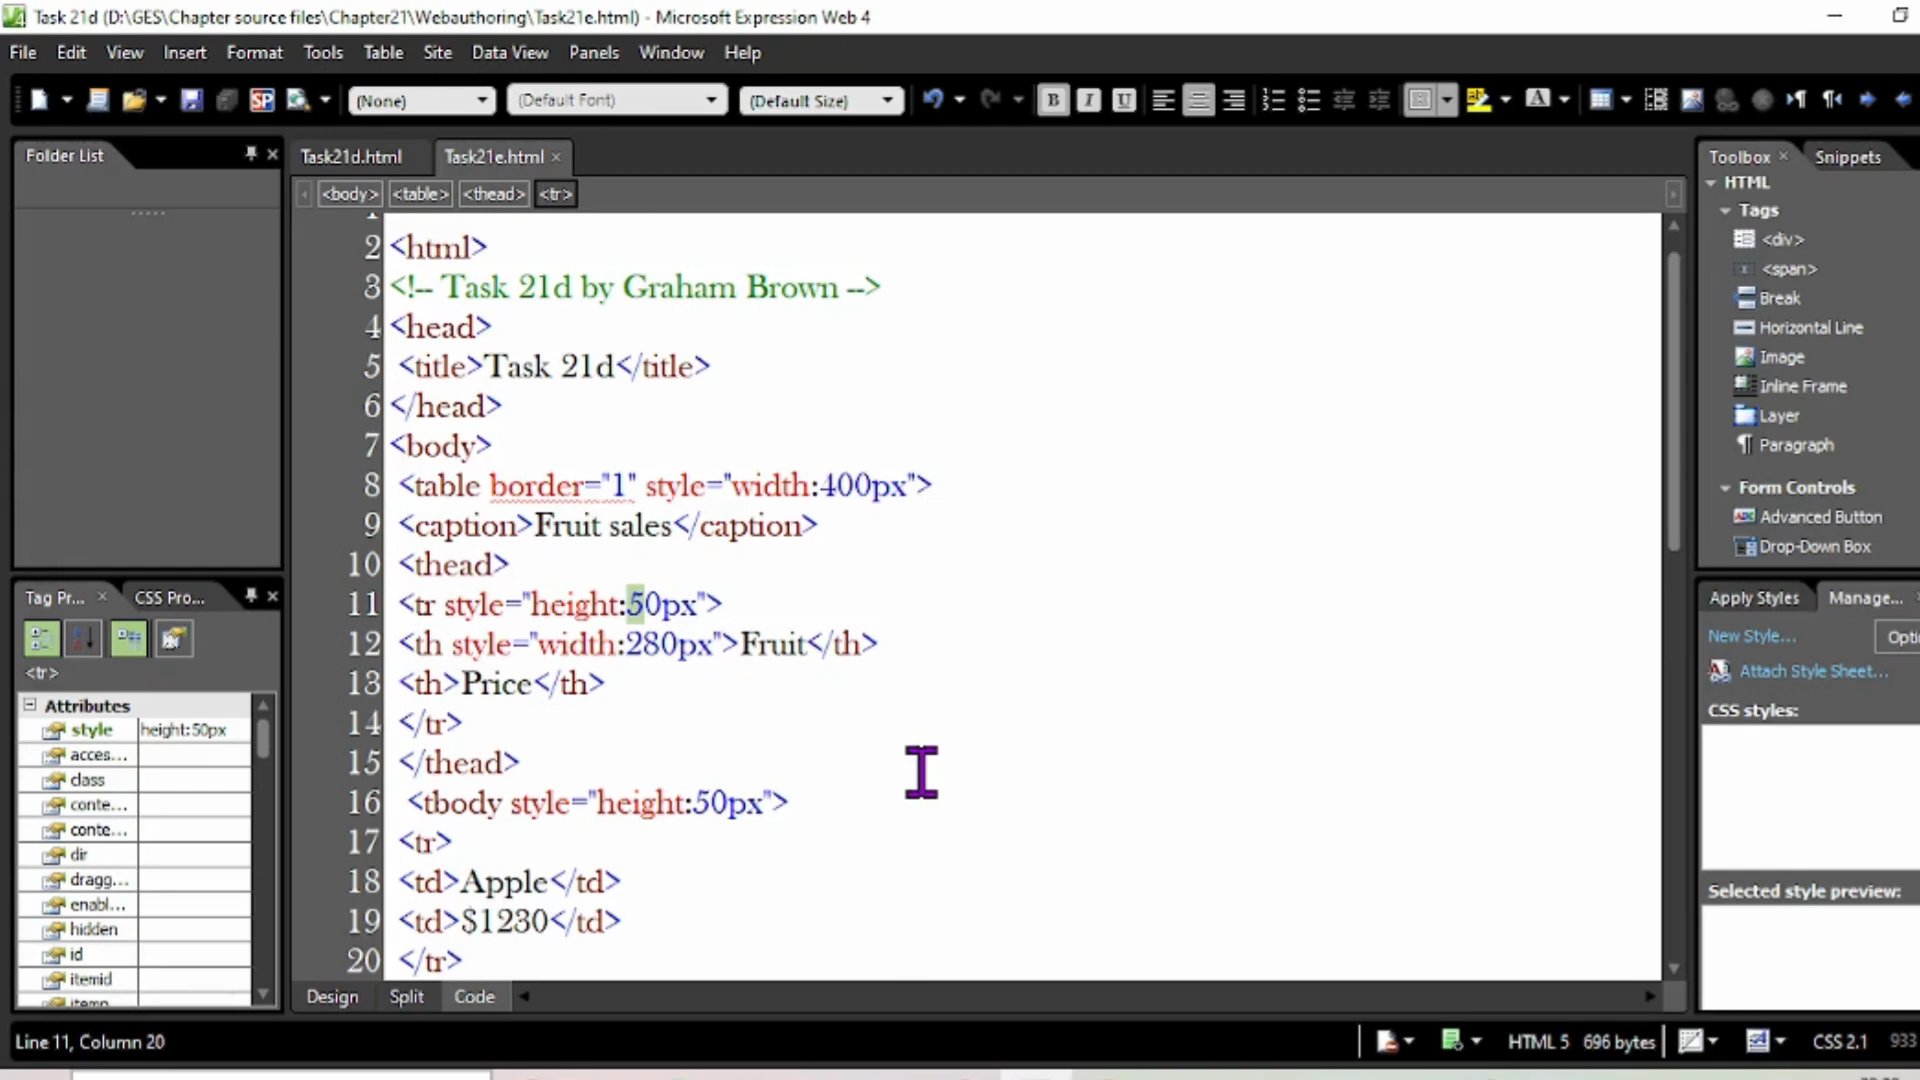 Task 21d (D:\GES\Chapter source files\Chapter21\Webauthoring\Task21e.html) - Microsoft Expression Web 4
File Edit View Insert Format Tools Table Site Data View Panels Window Help
(None) (Default Font) (Default Size) B I U A
Folder List
Task21d.html Task21e.html
<body> <table> <thead> <tr>
2 <html>
3 <!-- Task 21d by Graham Brown -->
4 <head>
5 <title>Task 21d</title>
6 </head>
7 <body>
8 <table border="1" style="width:400px">
9 <caption>Fruit sales</caption>
10 <thead>
11 <tr style="height:50px">
12 <th style="width:280px">Fruit</th>
13 <th>Price</th>
14 </tr>
15 </thead>
16 <tbody style="height:50px">
17 <tr>
18 <td>Apple</td>
19 <td>$1230</td>
20 </tr>
Design Split Code
Toolbox Snippets
HTML
Tags
<div>
<span>
Break
Horizontal Line
Image
Inline Frame
Layer
Paragraph
Form Controls
Advanced Button
Drop-Down Box
Tag Pr... CSS Pro...
<tr>
Attributes
style height:50px
acces...
class
conte...
conte...
dir
dragg...
enabl...
hidden
id
itemid
Apply Styles Manage...
New Style... Opti
Attach Style Sheet...
CSS styles:
Selected style preview:
Line 11, Column 20
HTML 5 696 bytes CSS 2.1 933